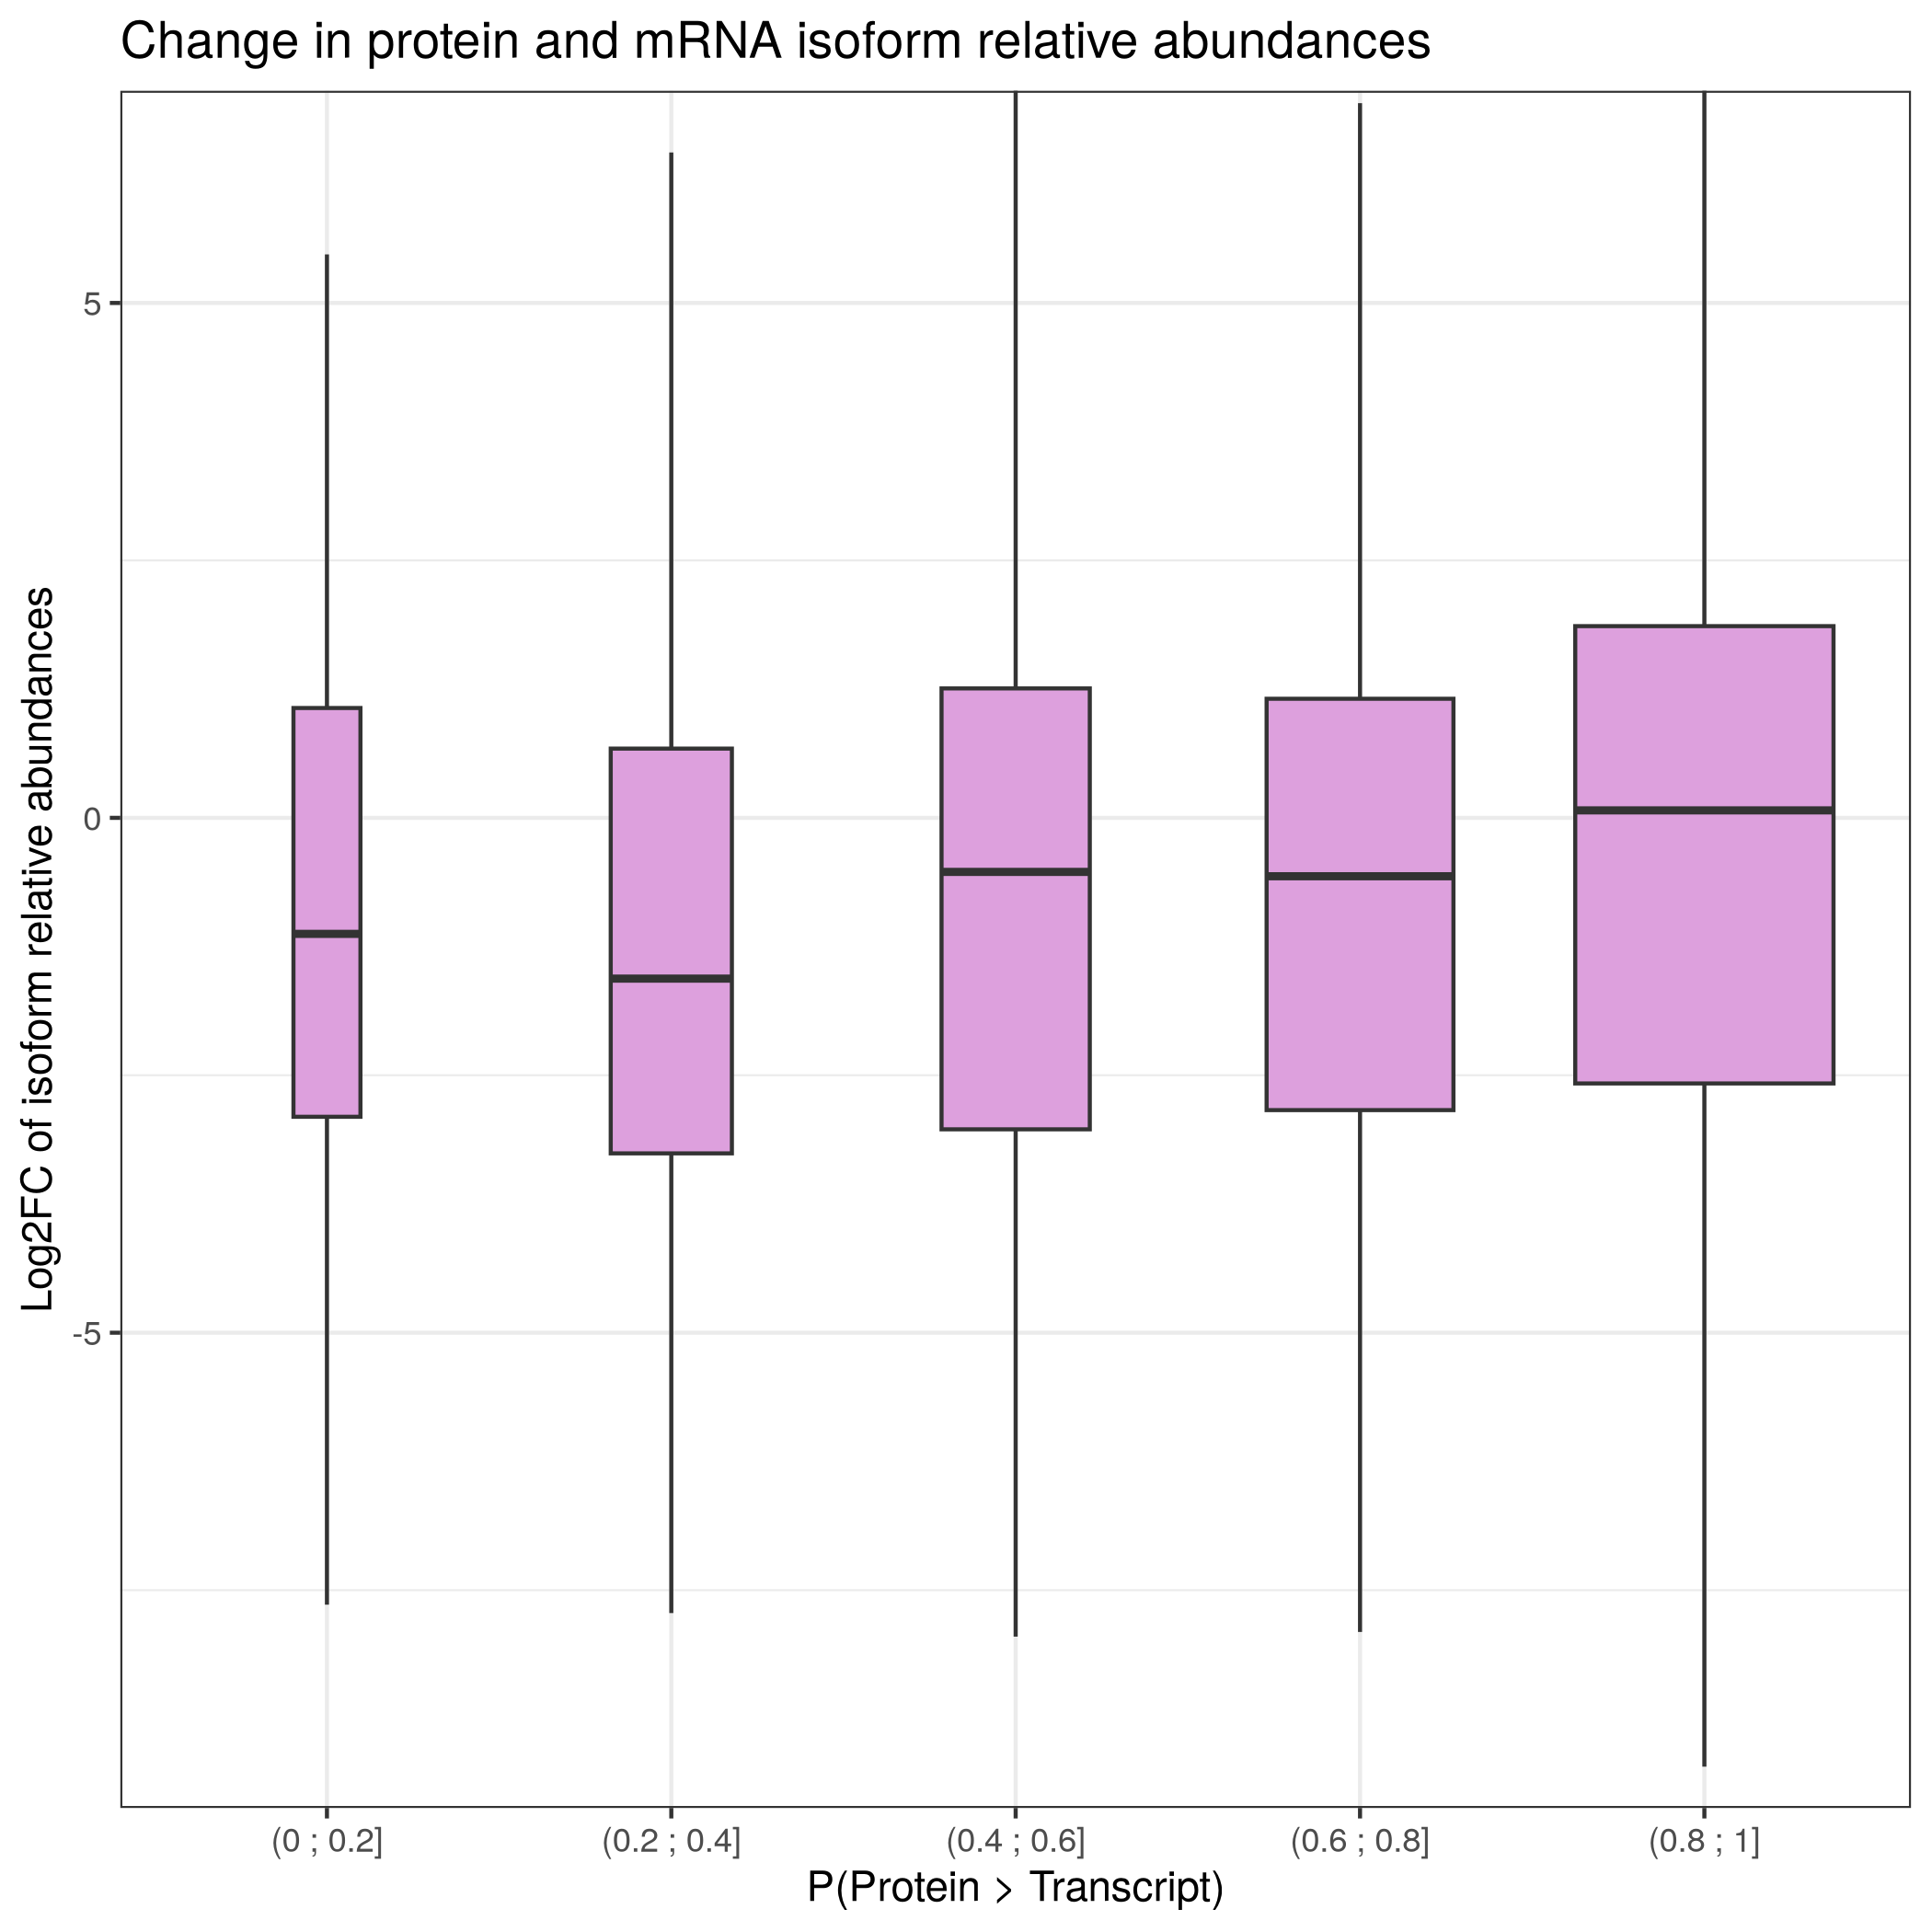 Change in protein and mRNA isoform relative abundances
Log2FC of isoform relative abundances
5
0
-5
(0 ; 0.2]
(0.2 ; 0.4]
(0.4 ; 0.6]
(0.6 ; 0.8]
(0.8 ; 1]
P(Protein > Transcript)